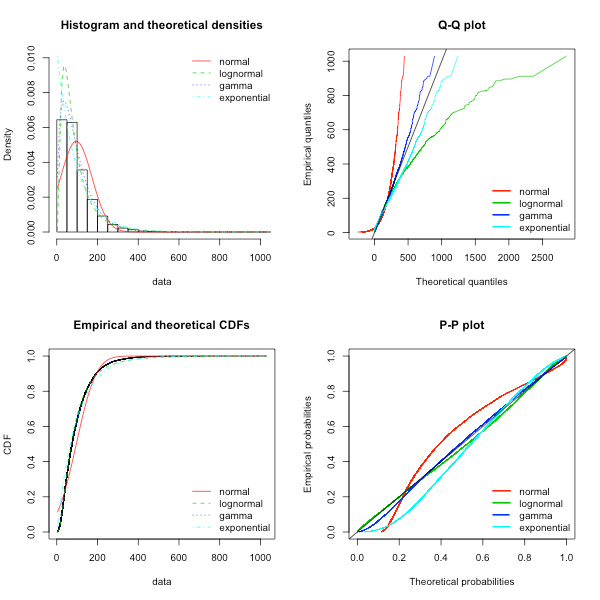 Histogram and theoretical densities
Density
0.000 0.002 0.004 0.006 0.008 0.010
normal
lognormal
gamma
exponential
0 200 400 600 800 1000
data
Q-Q plot
Empirical quantiles
0 200 400 600 800 1000
normal
lognormal
gamma
exponential
0 500 1000 1500 2000 2500
Theoretical quantiles
Empirical and theoretical CDFs
CDF
0.0 0.2 0.4 0.6 0.8 1.0
normal
lognormal
gamma
exponential
0 200 400 600 800 1000
data
P-P plot
Empirical probabilities
0.0 0.2 0.4 0.6 0.8 1.0
normal
lognormal
gamma
exponential
0.0 0.2 0.4 0.6 0.8 1.0
Theoretical probabilities